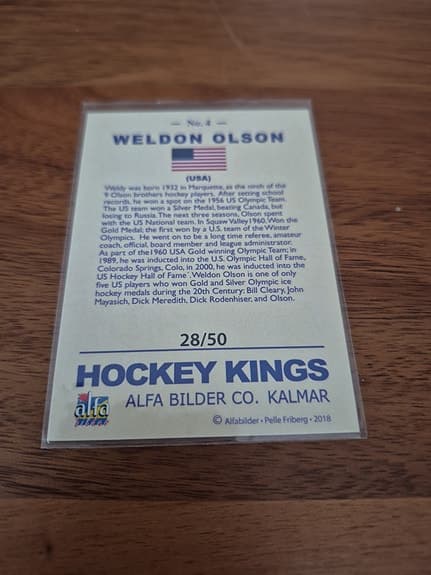 — No. 4 —
WELDON OLSON
(USA)
Weldy was born 1932 in Marquette, as the ninth of the
9 Olson brothers hockey players. After setting school
records, he won a spot on the 1956 US Olympic Team.
The US team won a Silver Medal, beating Canada, but
losing to Russia. The next three seasons, Olson spent
with the US National team. In Squaw Valley 1960, Won the
Gold Medal; the first won by a U.S. team of the Winter
Olympics. He went on to be a long time referee, amateur
coach, official, board member and league administrator.
As part of the1960 USA Gold winning Olympic Team; in
1989, he was inducted into the U.S. Olympic Hall of Fame,
Colorado Springs, Colo, in 2000, he was inducted into the
US Hockey Hall of Fame. Weldon Olson is one of only
five US players who won Gold and Silver Olympic ice
hockey medals during the 20th Century: Bill Cleary, John
Mayasich, Dick Meredith, Dick Rodenhiser, and Olson.
28/50
HOCKEY KINGS
alfa
ALFA BILDER CO. KALMAR
© Alfabilder • Pelle Friberg • 2018